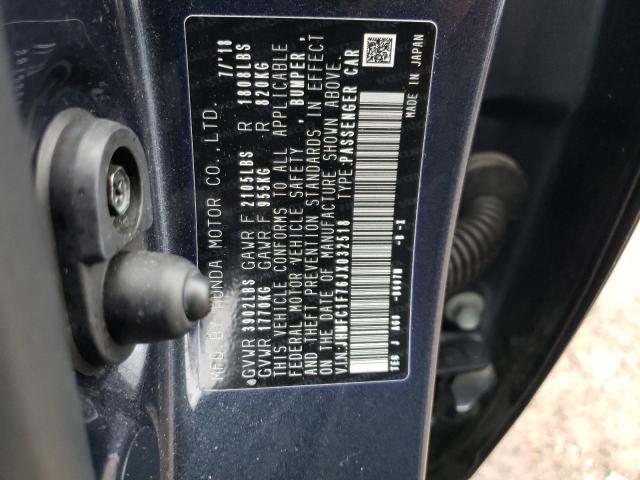 MFD. BY HONDA MOTOR CO., LTD. 7/'18
GVWR 3902LBS GAWR F 2105LBS R 1808LBS
GVWR 1770KG GAWR F 955KG R 820KG
THIS VEHICLE CONFORMS TO ALL APPLICABLE
FEDERAL MOTOR VEHICLE SAFETY , BUMPER ,
AND THEFT PREVENTION STANDARDS IN EFFECT
ON THE DATE OF MANUFACTURE SHOWN ABOVE.
V.I.N:JHMFC1F76JX032518 TYPE:PASSENGER CAR
MADE IN JAPAN